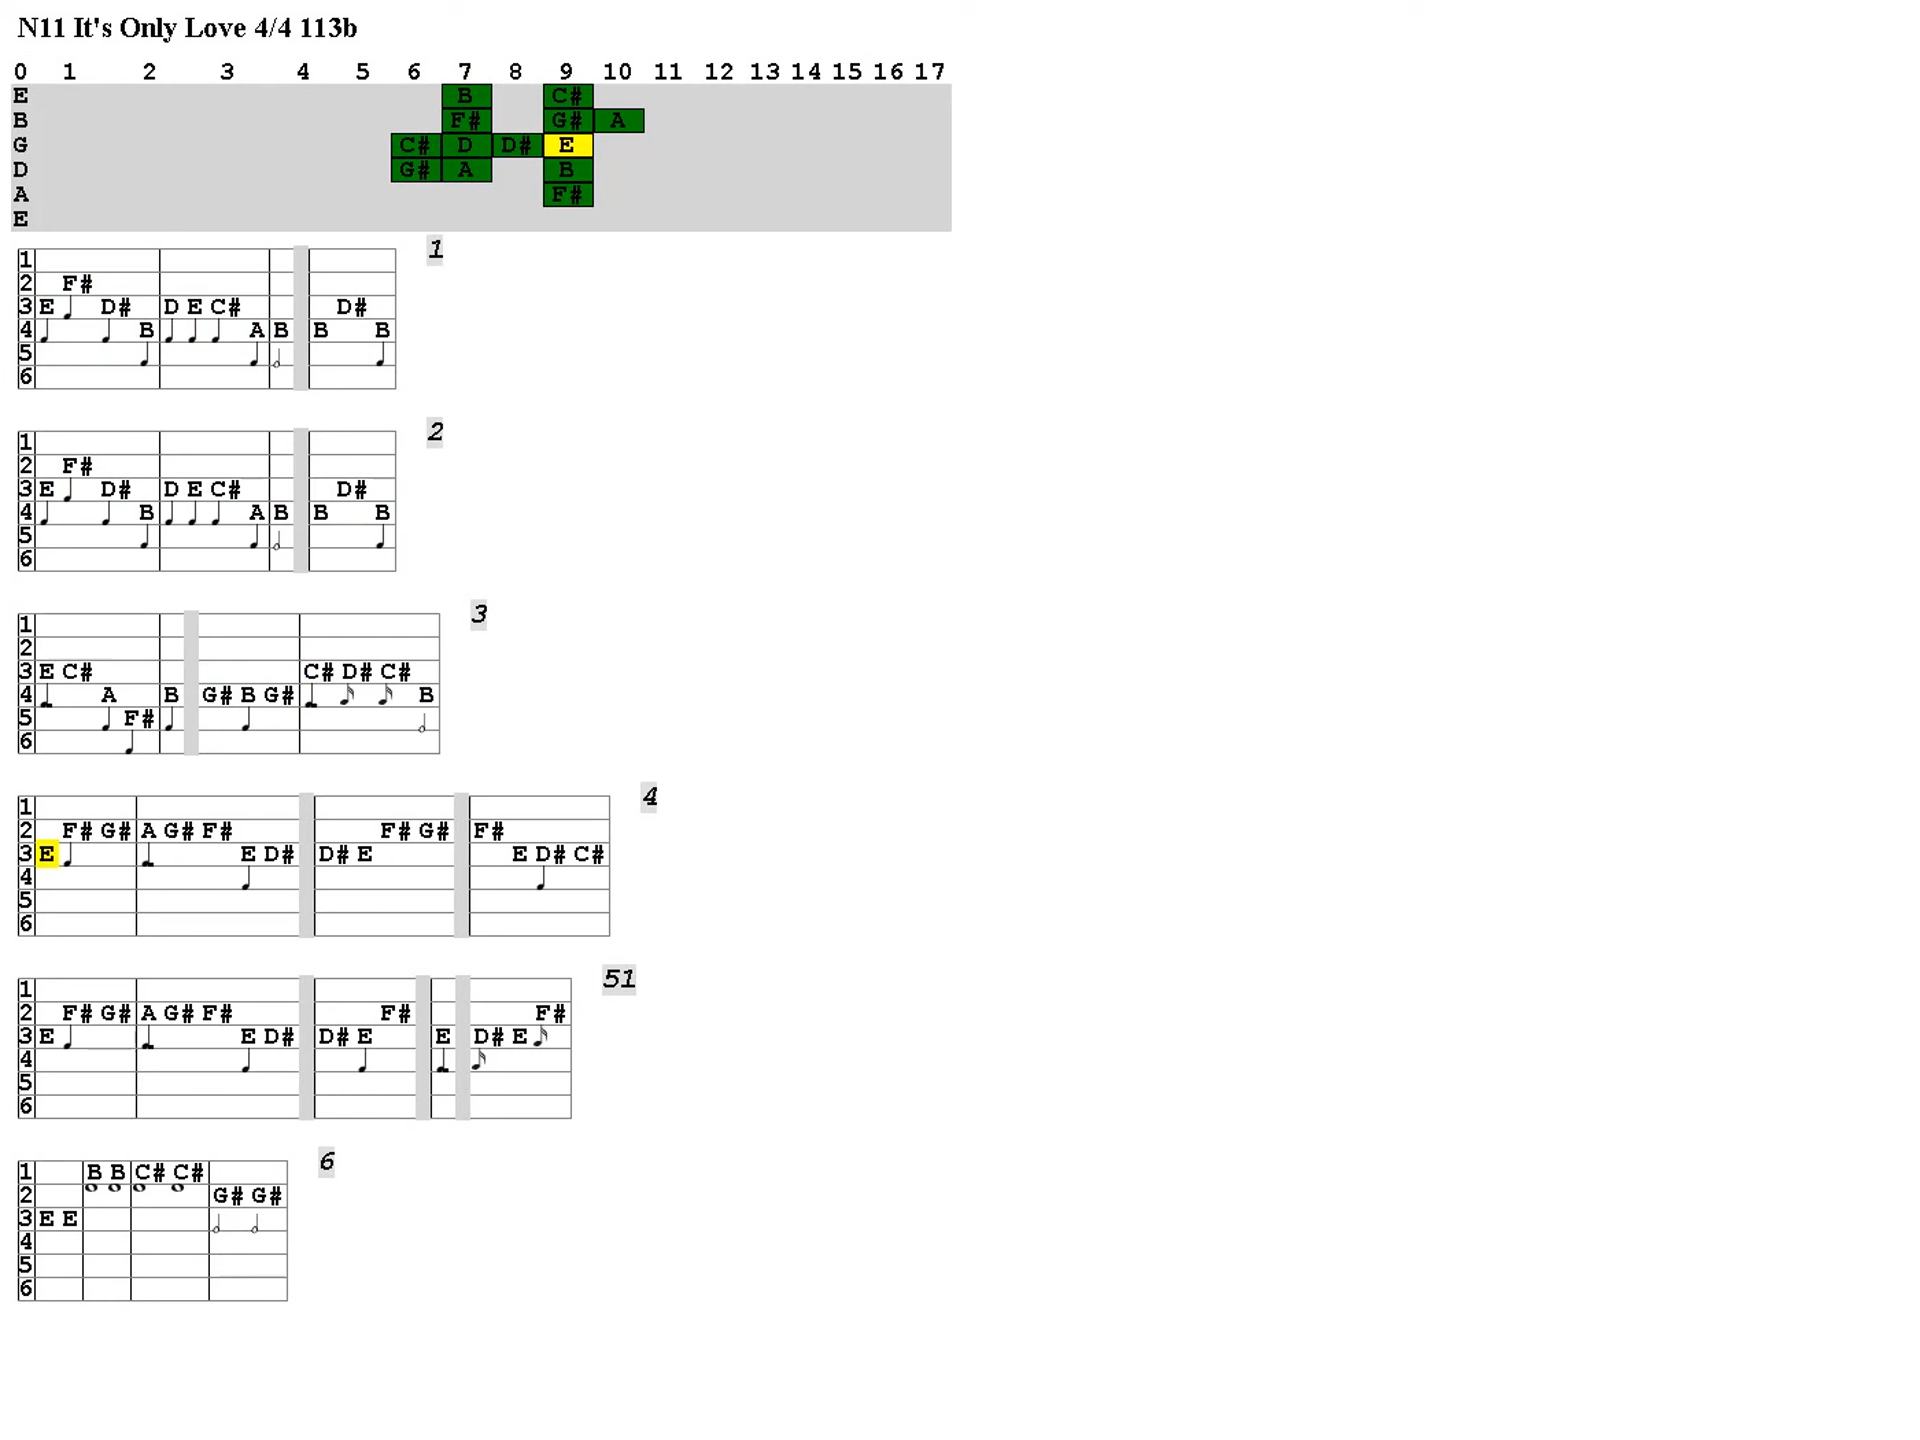 N11 It's Only Love 4/4 113b
0 1 2 3 4 5 6 7 8 9 10 11 12 13 14 15 16 17
E B C#
B F# G# A
G C# D D# E
D G# A B
A F#
E
1
1
2 F#
3 E D# D E C# D#
4 B A B B B
5
6
2
1
2 F#
3 E D# D E C# D#
4 B A B B B
5
6
3
1
2
3 E C# C# D# C#
4 A B G# B G# B
5 F#
6
4
1
2 F# G# A G# F# F# G# F#
3 E E D# D# E E D# C#
4
5
6
51
1
2 F# G# A G# F# F# F#
3 E E D# D# E E D# E
4
5
6
6
1 B B C# C#
2 G# G#
3 E E
4
5
6